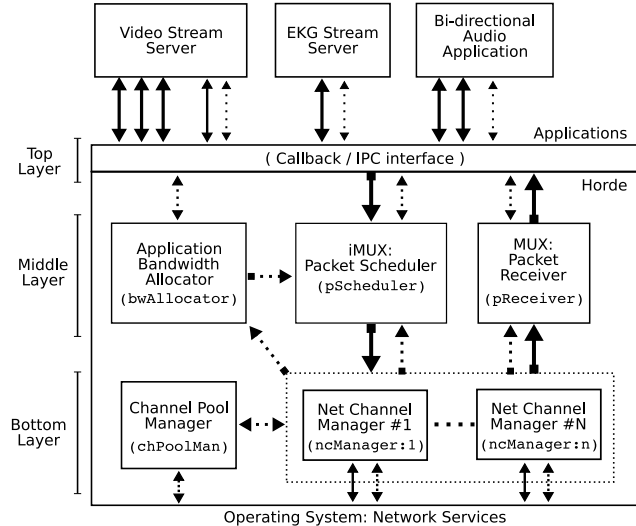 Video Stream
Server
EKG Stream
Server
Bi-directional
Audio
Application
Applications
Top
Layer
( Callback / IPC interface )
Horde
Middle
Layer
Application
Bandwidth
Allocator
(bwAllocator)
iMUX:
Packet Scheduler
(pScheduler)
MUX:
Packet
Receiver
(pReceiver)
Bottom
Layer
Channel Pool
Manager
(chPoolMan)
Net Channel
Manager #1
(ncManager:1)
Net Channel
Manager #N
(ncManager:n)
Operating System: Network Services